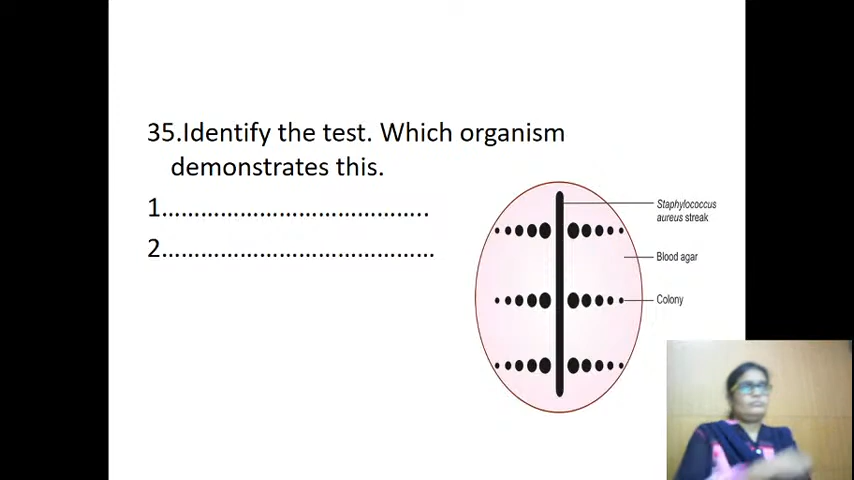 35.Identify the test. Which organism
demonstrates this.
1.........................................
2.........................................
Staphylococcus
aureus streak
Blood agar
Colony